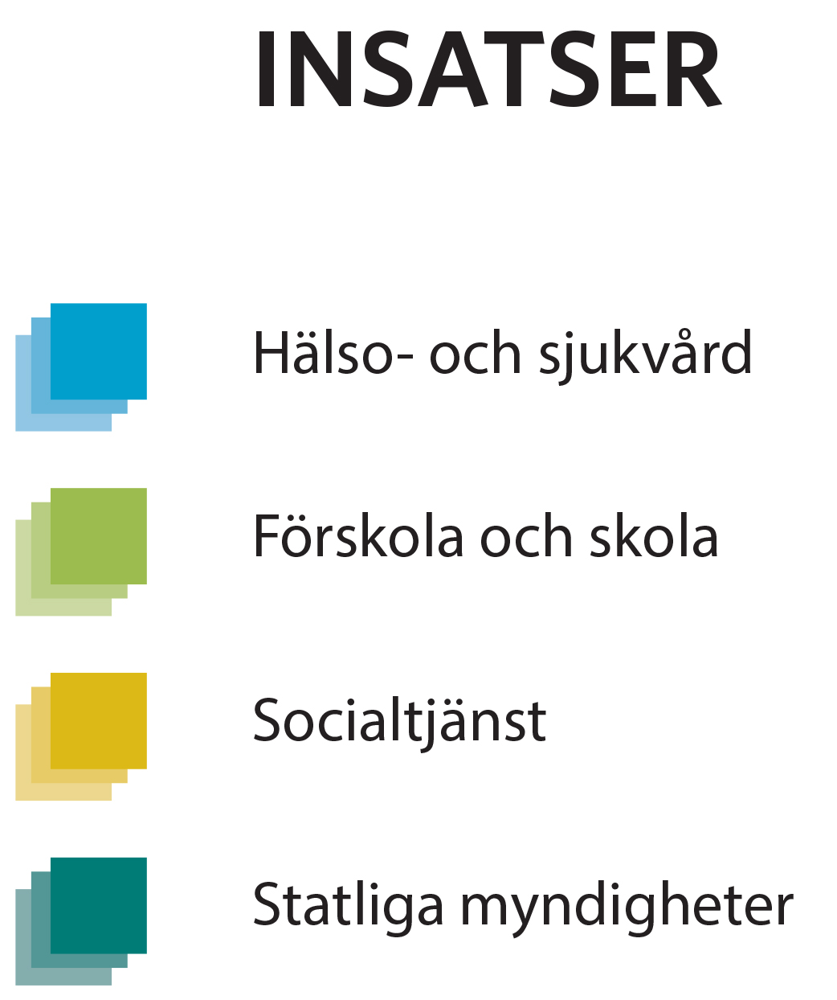 INSATSER
Hälso- och sjukvård
Förskola och skola
Socialtjänst
Statliga myndigheter